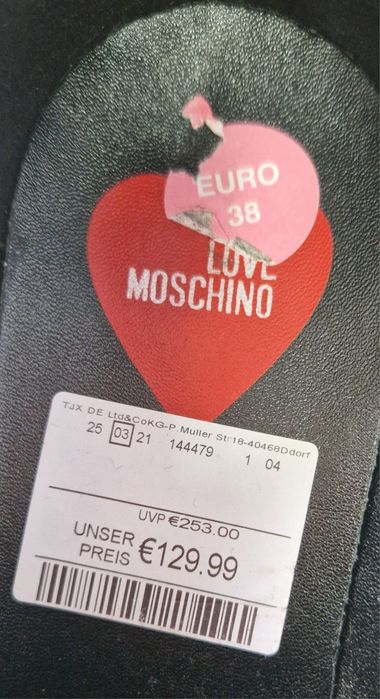 EURO
38
LOVE
MOSCHINO
TJX DE Ltd&CoKG-P.Muller Str18-40468Ddorf
25 03 21 144479 1 04
UVP €253.00
UNSER
PREIS €129.99